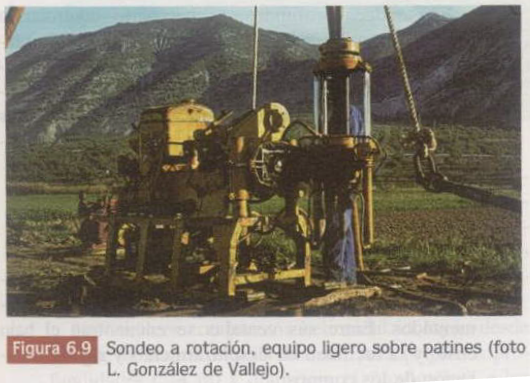 Figura 6.9 Sondeo a rotación, equipo ligero sobre patines (foto
L. González de Vallejo).